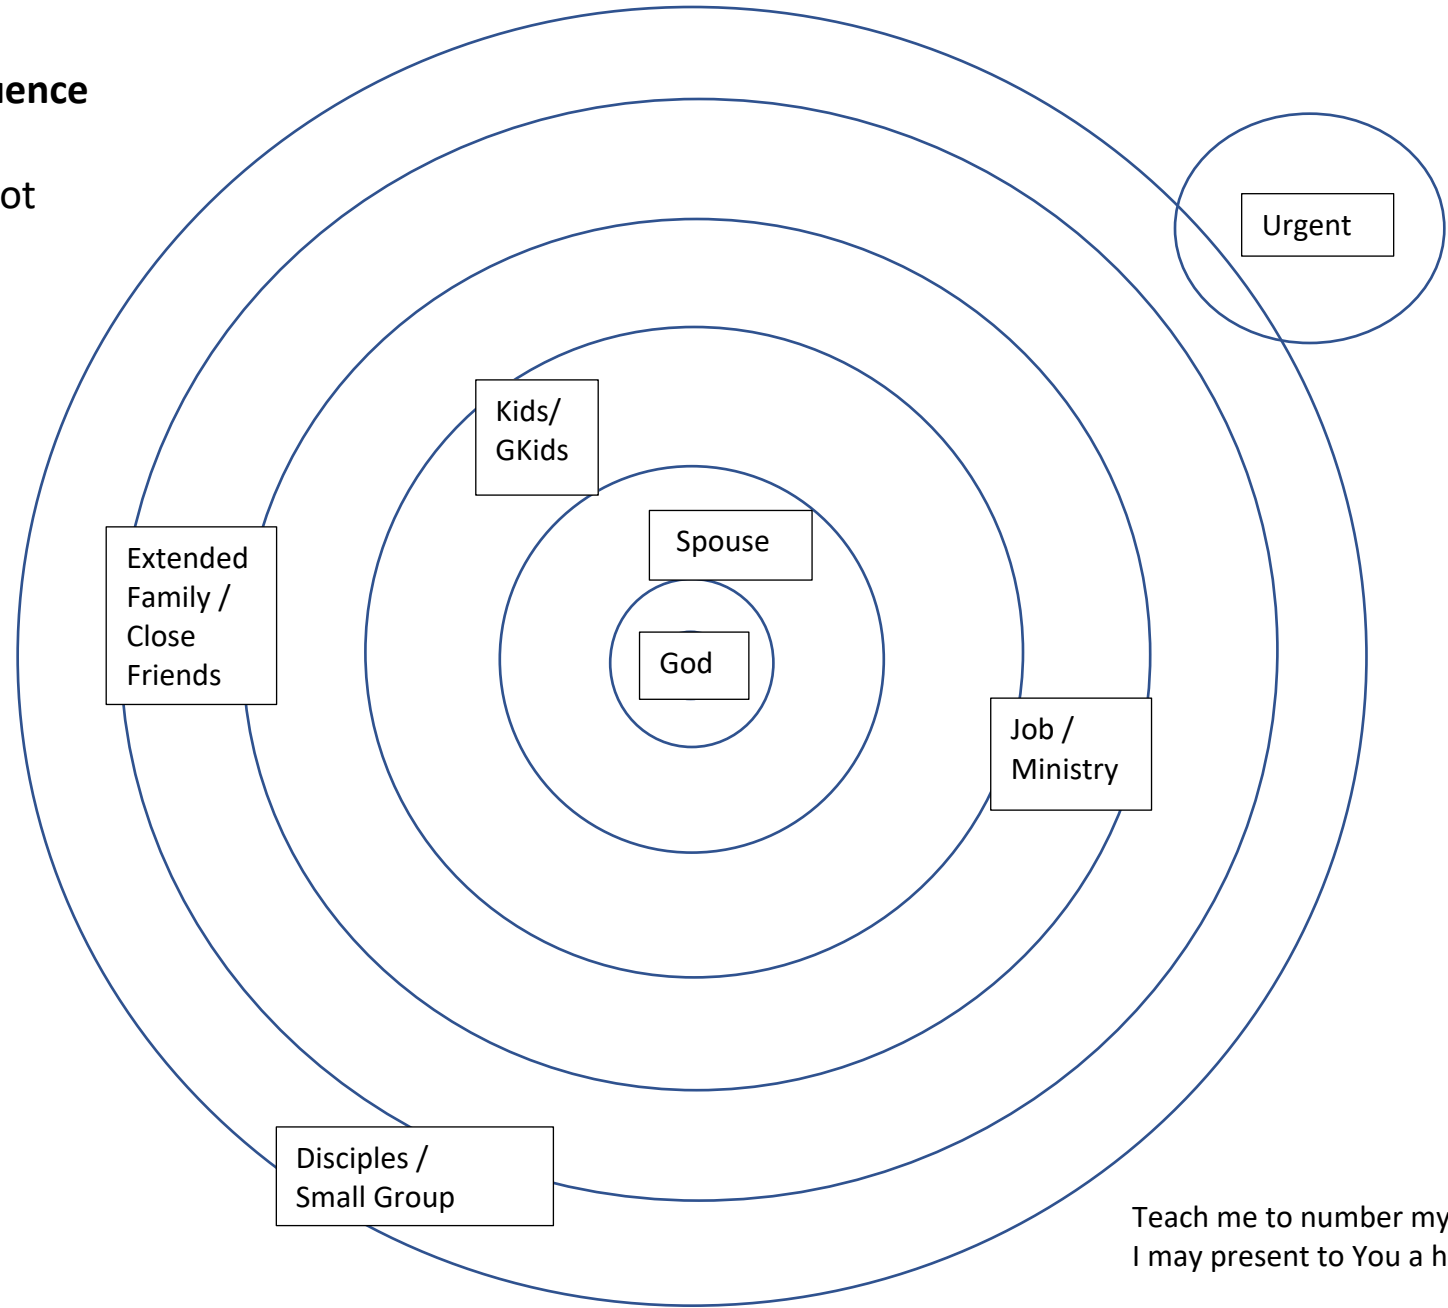 ot
Urgent
Kids/
GKids
Spouse
Extended
Family /
Close
Friends
God
Job /
Ministry
Disciples /
Small Group
Teach me to number my
I may present to You a h